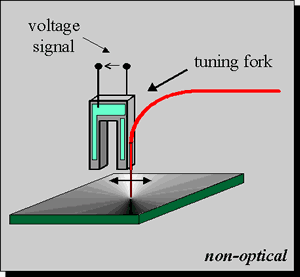 voltage
signal
tuning fork
non-optical